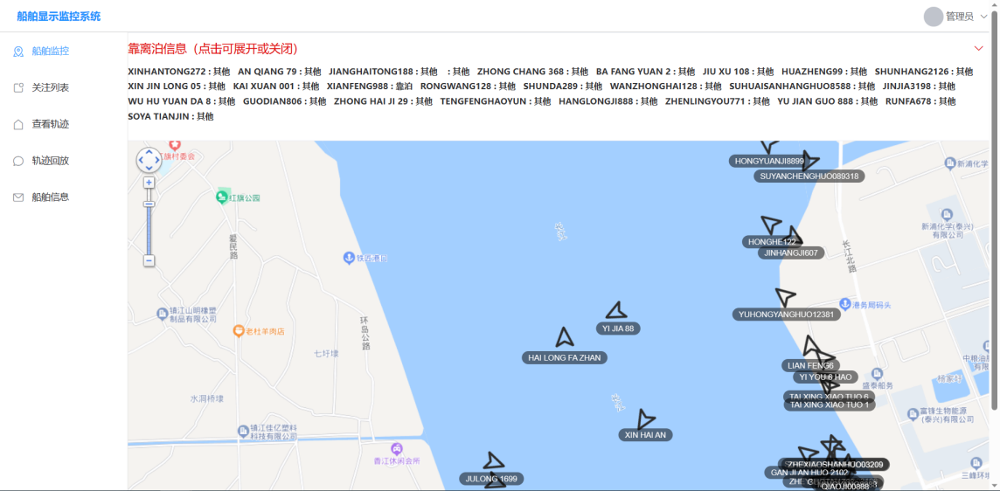 船舶显示监控系统
管理员
船舶监控
关注列表
查看轨迹
轨迹回放
船舶信息
靠离泊信息（点击可展开或关闭）
XINHANTONG272 : 其他 AN QIANG 79 : 其他 JIANGHAITONG188 : 其他 : 其他 ZHONG CHANG 368 : 其他 BA FANG YUAN 2 : 其他 JIU XU 108 : 其他 HUAZHENG99 : 其他 SHUNHANG2126 : 其他
XIN JIN LONG 05 : 其他 KAI XUAN 001 : 其他 XIANFENG988 : 靠泊 RONGWANG128 : 其他 SHUNDA289 : 其他 WANZHONGHAI128 : 其他 SUHUAISANHANGHUO8588 : 其他 JINJIA3198 : 其他
WU HU YUAN DA 8 : 其他 GUODIAN806 : 其他 ZHONG HAI JI 29 : 其他 TENGFENGHAOYUN : 其他 HANGLONGJI888 : 其他 ZHENLINGYOU771 : 其他 YU JIAN GUO 888 : 其他 RUNFA678 : 其他
SOYA TIANJIN : 其他
旗村委会
HONGYUANJI8899
新浦化学
SUYANCHENGHUO089318
红旗公园
新浦化学(泰兴)
有限公司
长江
爱民路
HONGHE122
JINHANGJI607
长江北路
铁匠港口
港务局码头
镇江山明橡塑
制品有限公司
YUHONGYANGHUO12381
环岛公路
YI JIA 88
老杜羊肉店
七圩埭
HAI LONG FA ZHAN
中粮油
有限
LIAN FENG6
YI YOU 6 HAO
盛泰船务
杨家圩
水洞桥埭
TAI XING XIAO TUO 6
TAI XING XIAO TUO 1
长江
富锋生物能源
(泰兴)有限公司
镇江佳亿塑料
科技有限公司
XIN HAI AN
香江休闲会所
ZHEXIAOSHANHUO03209
GAN JI AN HUO 2102
三峰环境
JULONG 1699
QIAOJI00888